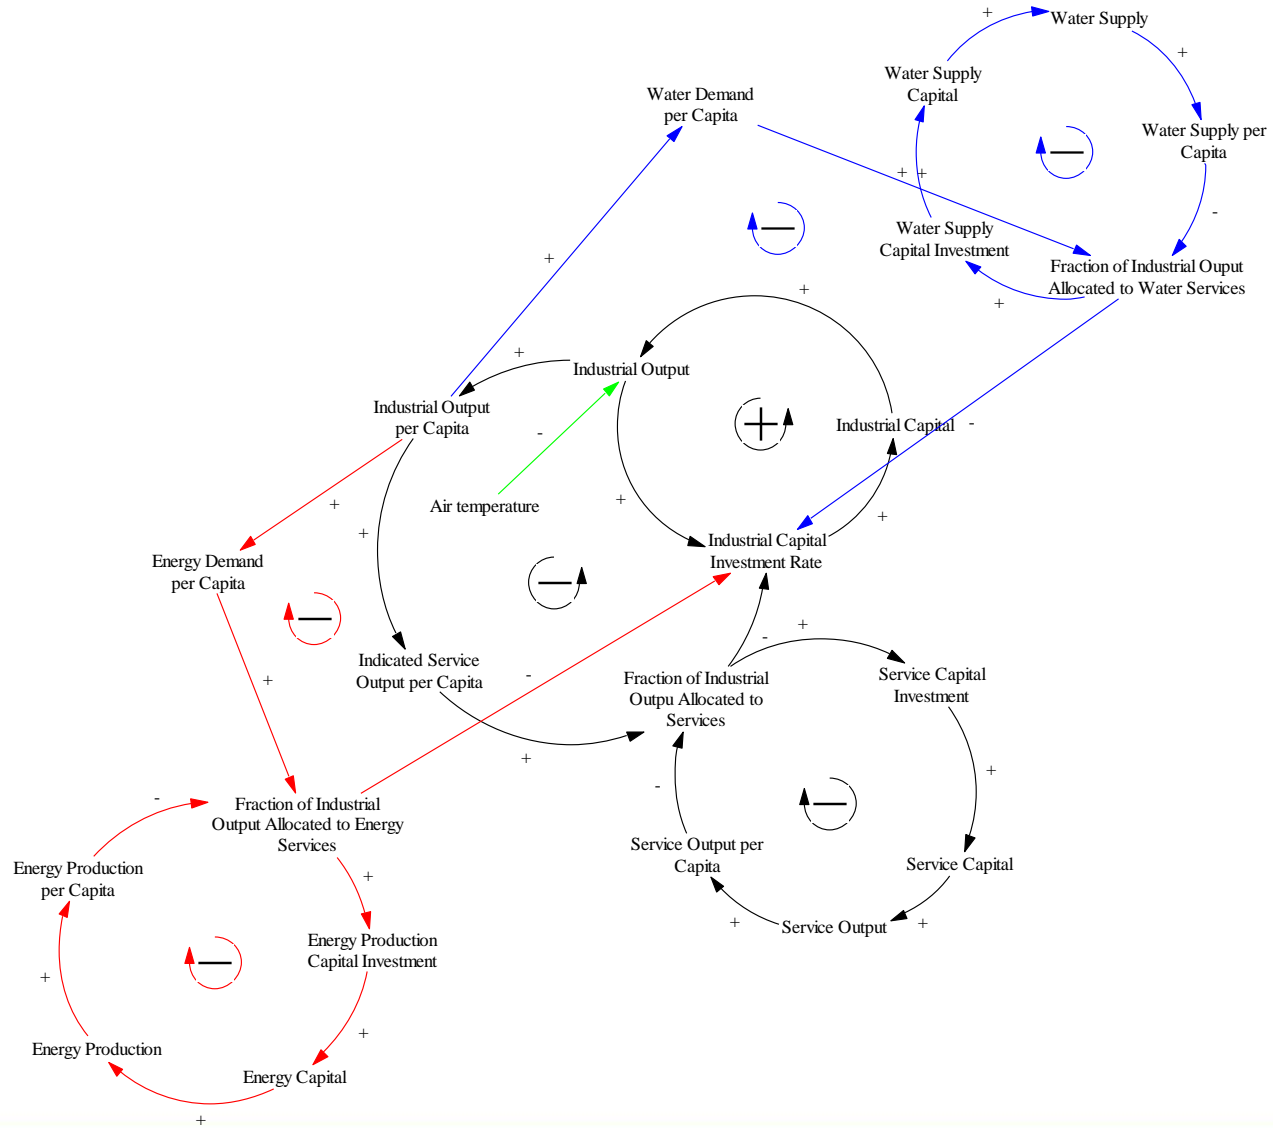 +
Water Supply
+
Water Supply
Capital
Water Demand
per Capita
Water Supply per
Capita
+ +
-
Water Supply
Capital Investment
+
Fraction of Industrial Ouput
Allocated to Water Services
+
+
+
Industrial Output
Industrial Output
per Capita
-
Industrial Capital
-
+
Air temperature
+
+
+
Industrial Capital
Investment Rate
Energy Demand
per Capita
+
-
+
Indicated Service
Output per Capita
-
Fraction of Industrial
Outpu Allocated to
Services
Service Capital
Investment
+
+
-
-
Fraction of Industrial
Output Allocated to Energy
Services
Service Output per
Capita
Service Capital
Energy Production
per Capita
+
+
Service Output
+
Energy Production
Capital Investment
+
+
Energy Production
Energy Capital
+